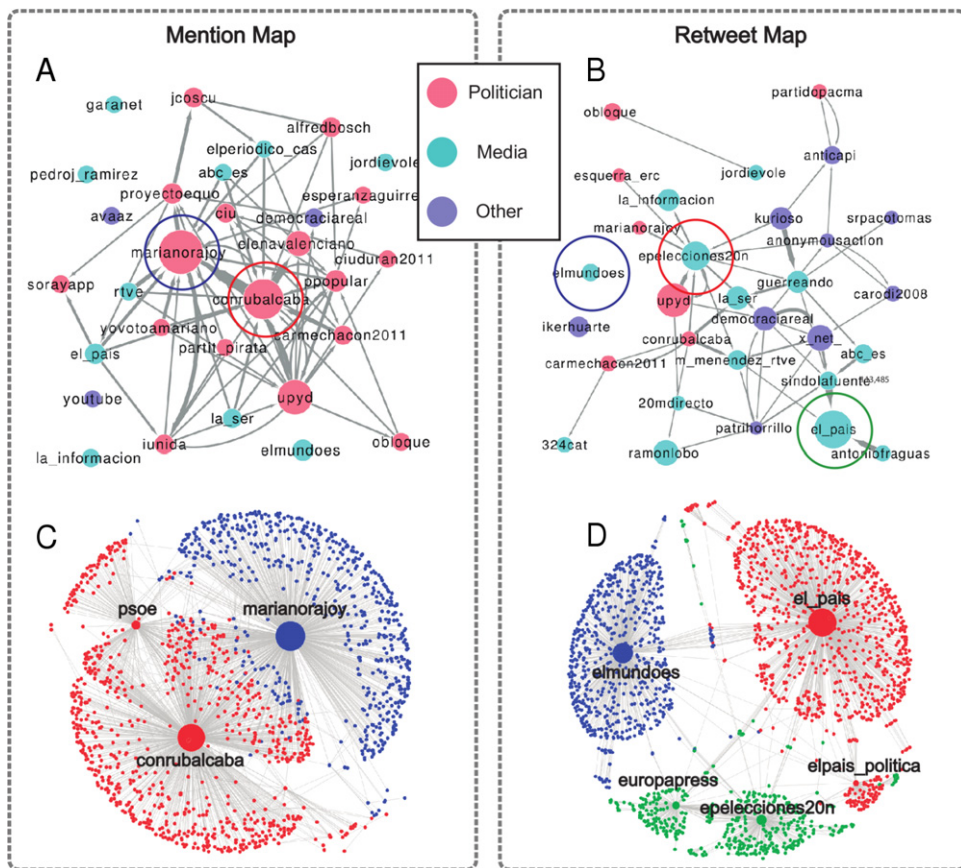 Mention Map
Retweet Map
A
B
Politician
Media
Other
garanet
jcoscu
alfredbosch
elperiodico_cas
abc_es
jordievole
pedroj_ramirez
proyectoequo
esperanzaguirre
avaaz
ciu
democraciareal
marianorajoy
elenavalenciano
ciuduran2011
sorayapp
rtve
ppopular
conrubalcaba
yovotoamariano
carmechacon2011
partit_pirata
el_pais
youtube
upyd
la_ser
iunida
elmundoes
obloque
la_informacion
partidopacma
obloque
anticapi
esquerra_erc
jordievole
la_informacion
kurioso
srpacotomas
marianorajoy
anonymousaction
epelecciones20n
elmundoes
guerreando
upyd
la_ser
carodi2008
ikerhuarte
democraciareal
conrubalcaba
x_net_
carmechacon2011
m_menendez_rtve
abc_es
sindolafuente
20mdirecto
patrihorrillo
el_pais
324cat
ramonlobo
antoniofraguas
C
D
psoe
marianorajoy
conrubalcaba
el_pais
elmundoes
europapress
elpais_politica
epelecciones20n